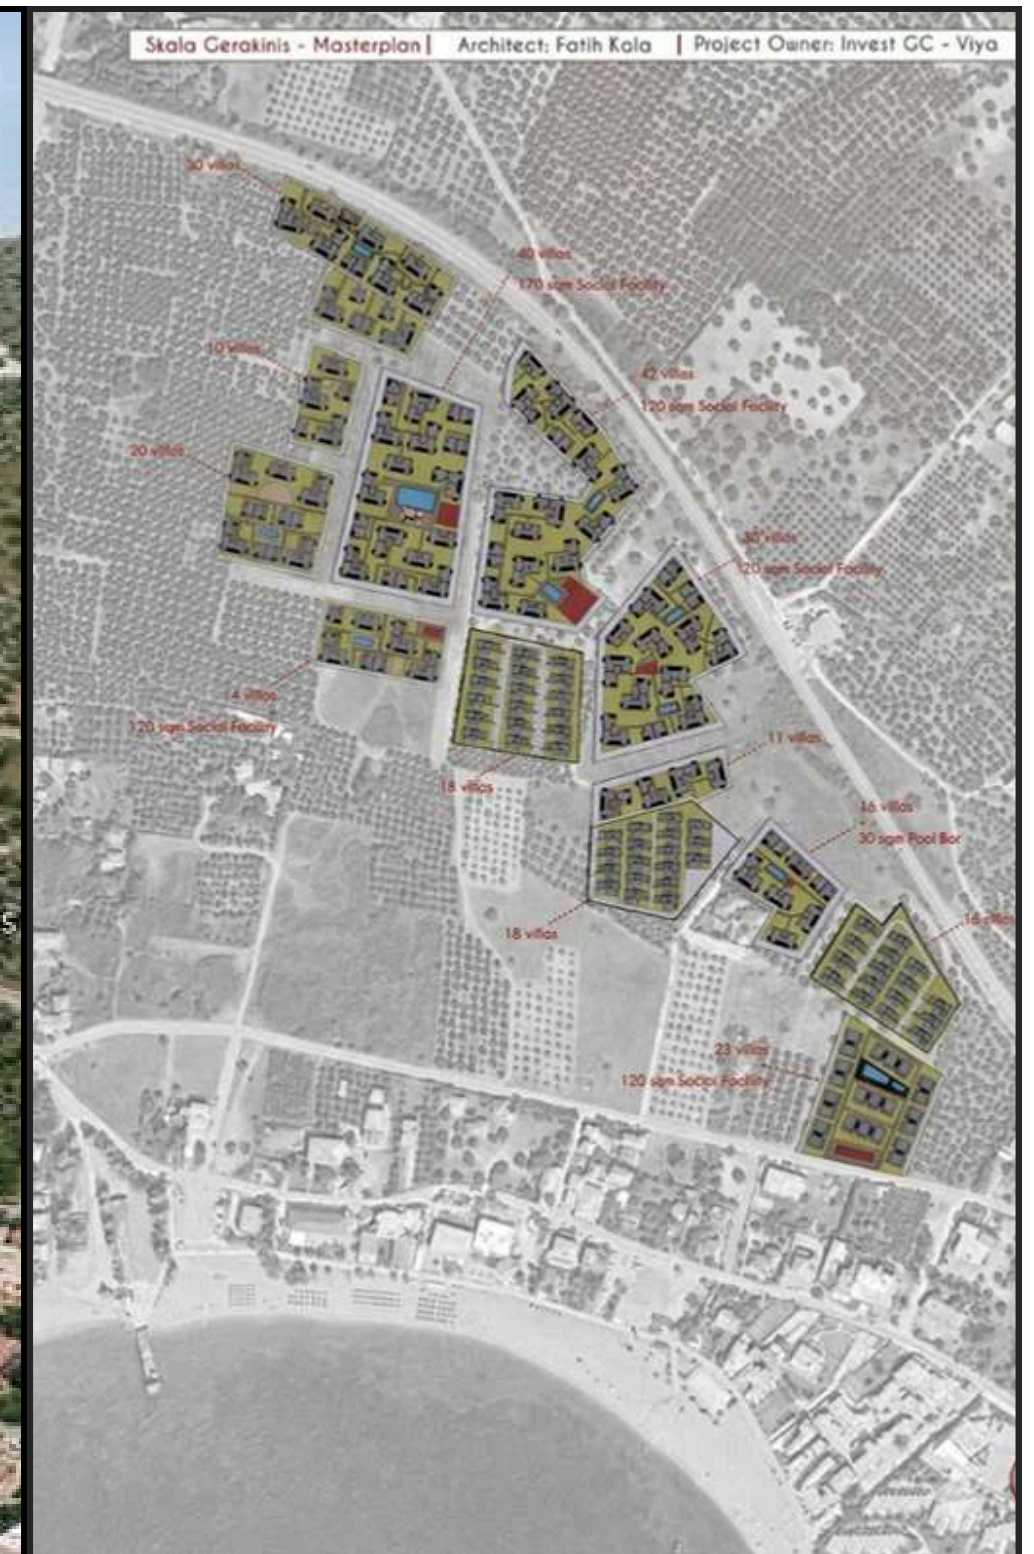 Skala Gerakinis - Masterplan | Architect: Fatih Kala | Project Owner: Invest GC - Viya
30 villas
40 villas
170 sqm Social Facility
10 villas
42 villas
120 sqm Social Facility
20 villas
30 villas
120 sqm Social Facility
4 villas
120 sqm Social Facility
11 villas
18 villas
16 villas
30 sqm Pool Bar
18 villas
16 villas
23 villas
120 sqm Social Facility
S